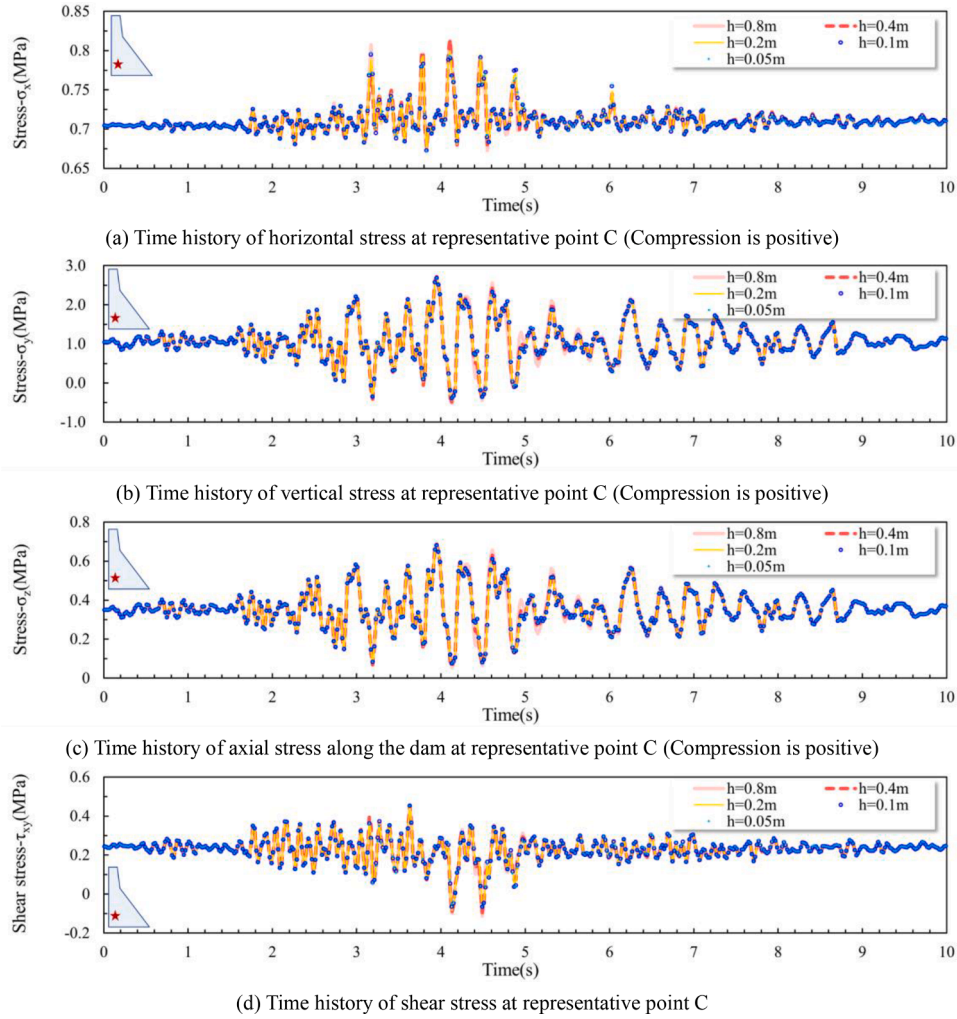 Stress-σx(MPa)
0.85
0.8
0.75
0.7
0.65
h=0.8m
h=0.4m
h=0.2m
h=0.1m
h=0.05m
0 1 2 3 4 5 6 7 8 9 10
Time(s)
(a) Time history of horizontal stress at representative point C (Compression is positive)
Stress-σy(MPa)
3.0
2.0
1.0
0.0
-1.0
h=0.8m
h=0.4m
h=0.2m
h=0.1m
h=0.05m
0 1 2 3 4 5 6 7 8 9 10
Time(s)
(b) Time history of vertical stress at representative point C (Compression is positive)
Stress-σz(MPa)
0.8
0.6
0.4
0.2
0
h=0.8m
h=0.4m
h=0.2m
h=0.1m
h=0.05m
0 1 2 3 4 5 6 7 8 9 10
Time(s)
(c) Time history of axial stress along the dam at representative point C (Compression is positive)
Shear stress-τxy(MPa)
0.6
0.4
0.2
0
-0.2
h=0.8m
h=0.4m
h=0.2m
h=0.1m
h=0.05m
0 1 2 3 4 5 6 7 8 9 10
Time(s)
(d) Time history of shear stress at representative point C